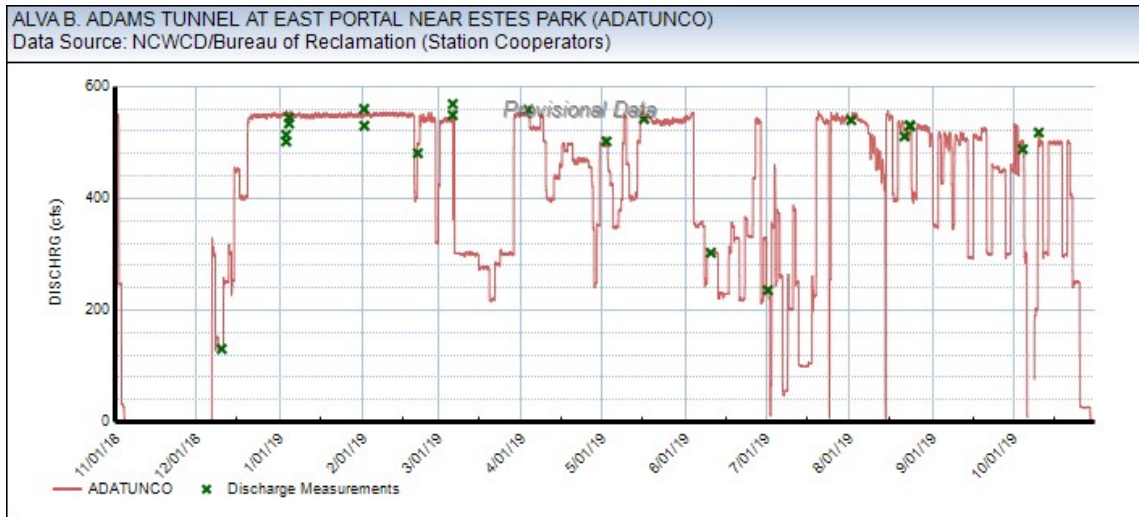 ALVA B. ADAMS TUNNEL AT EAST PORTAL NEAR ESTES PARK (ADATUNCO)
Data Source: NCWCD/Bureau of Reclamation (Station Cooperators)
Provisional Data
600
400
200
0
DISCHRG (cfs)
11/01/18
12/01/18
1/01/19
2/01/19
3/01/19
4/01/19
5/01/19
6/01/19
7/01/19
8/01/19
9/01/19
10/01/19
ADATUNCO
Discharge Measurements